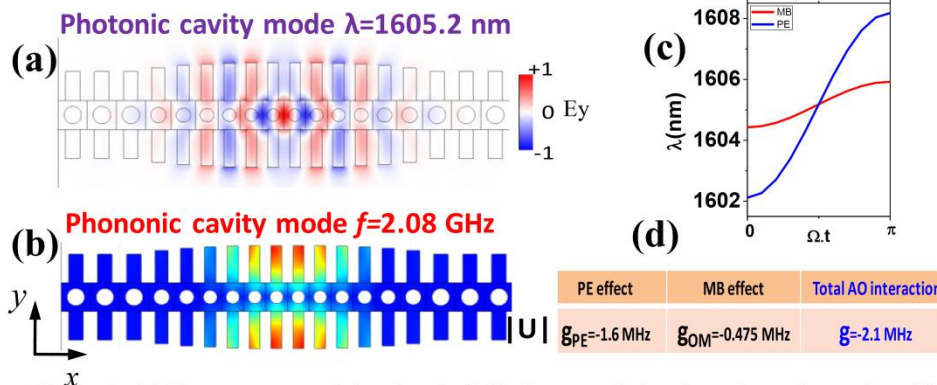 Photonic cavity mode λ=1605.2 nm
(a)
+1
0 Ey
-1
Phononic cavity mode f=2.08 GHz
(b)
y
x
|U|
(c)
MB
PE
1608
1606
1604
1602
λ(nm)
0 Ω.t π
(d)
PE effect MB effect Total AO interaction
gPE=-1.6 MHz gOM=-0.475 MHz g=-2.1 MHz